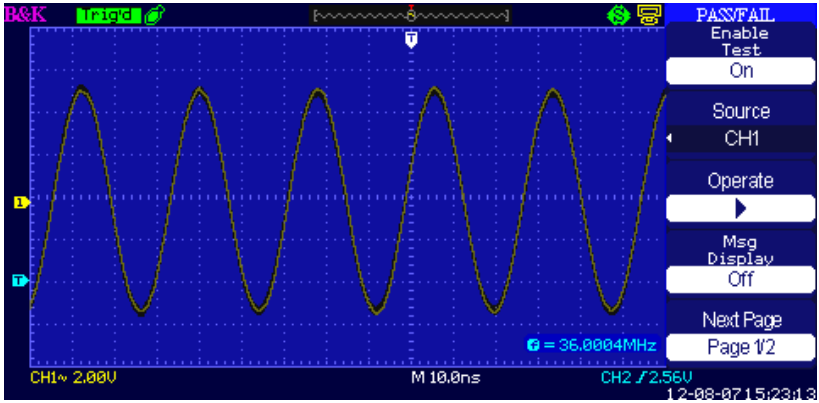 B&K Trig'd S PASS/FAIL
T
Enable
Test
On
Source
CH1
1
Operate
T
Msg
Display
Off
Next Page
f = 36.0004MHz
Page 1/2
CH1~ 2.00V M 10.0ns CH2 / 2.56V
12-08-07 15:23:13